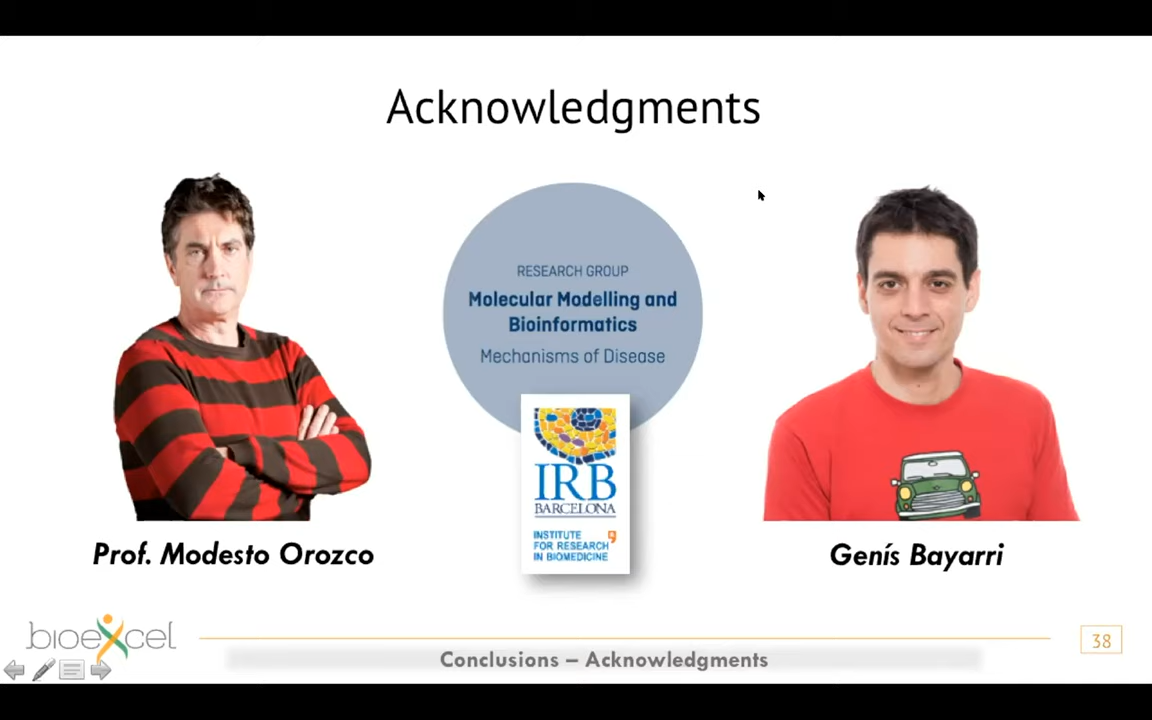 Acknowledgments
RESEARCH GROUP
Molecular Modelling and
Bioinformatics
Mechanisms of Disease
IRB
BARCELONA
INSTITUTE
FOR RESEARCH
IN BIOMEDICINE
Prof. Modesto Orozco
Genís Bayarri
bioexcel
Conclusions – Acknowledgments
38